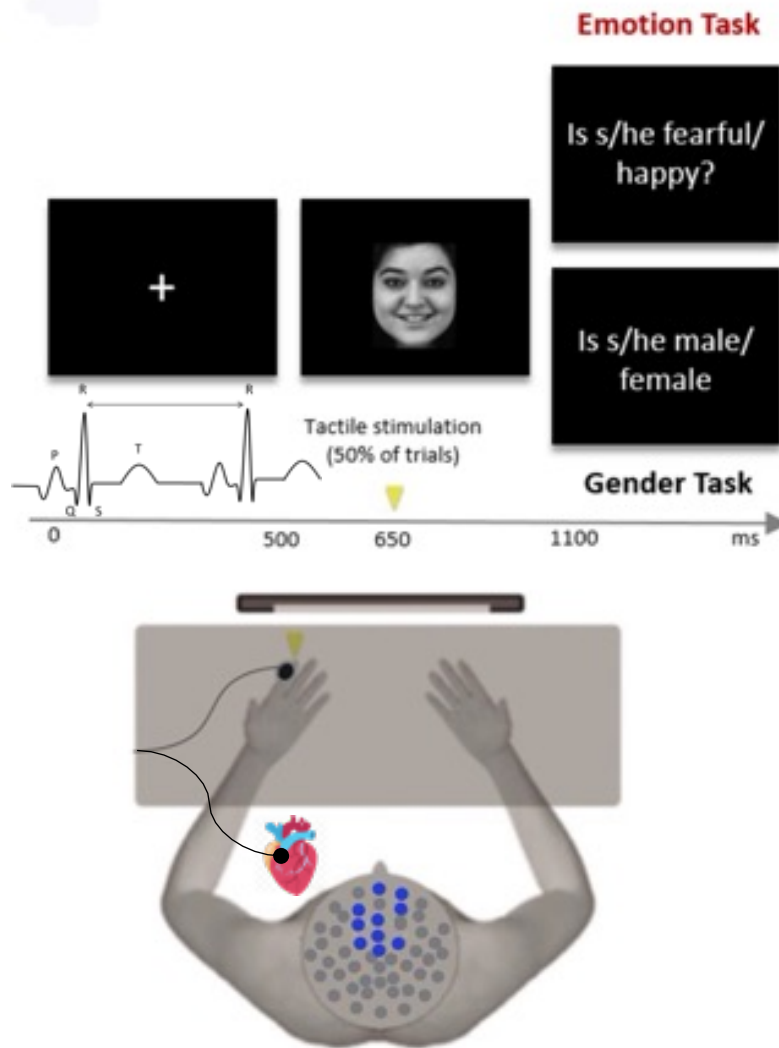 Emotion Task
Is s/he fearful/
happy?
+
Is s/he male/
female
R
R
Tactile stimulation
(50% of trials)
P
T
Gender Task
Q
S
0
500
650
1100
ms